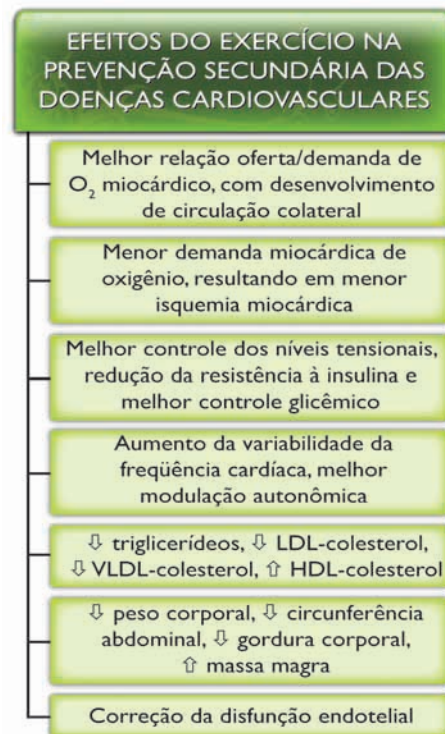 EFEITOS DO EXERCÍCIO NA
PREVENÇÃO SECUNDÁRIA DAS
DOENÇAS CARDIOVASCULARES
Melhor relação oferta/demanda de
O₂ miocárdico, com desenvolvimento
de circulação colateral
Menor demanda miocárdica de
oxigênio, resultando em menor
isquemia miocárdica
Melhor controle dos níveis tensionais,
redução da resistência à insulina e
melhor controle glicêmico
Aumento da variabilidade da
freqüência cardíaca, melhor
modulação autonômica
⇩ triglicerídeos, ⇩ LDL-colesterol,
⇩ VLDL-colesterol, ⇧ HDL-colesterol
⇩ peso corporal, ⇩ circunferência
abdominal, ⇩ gordura corporal,
⇧ massa magra
Correção da disfunção endotelial